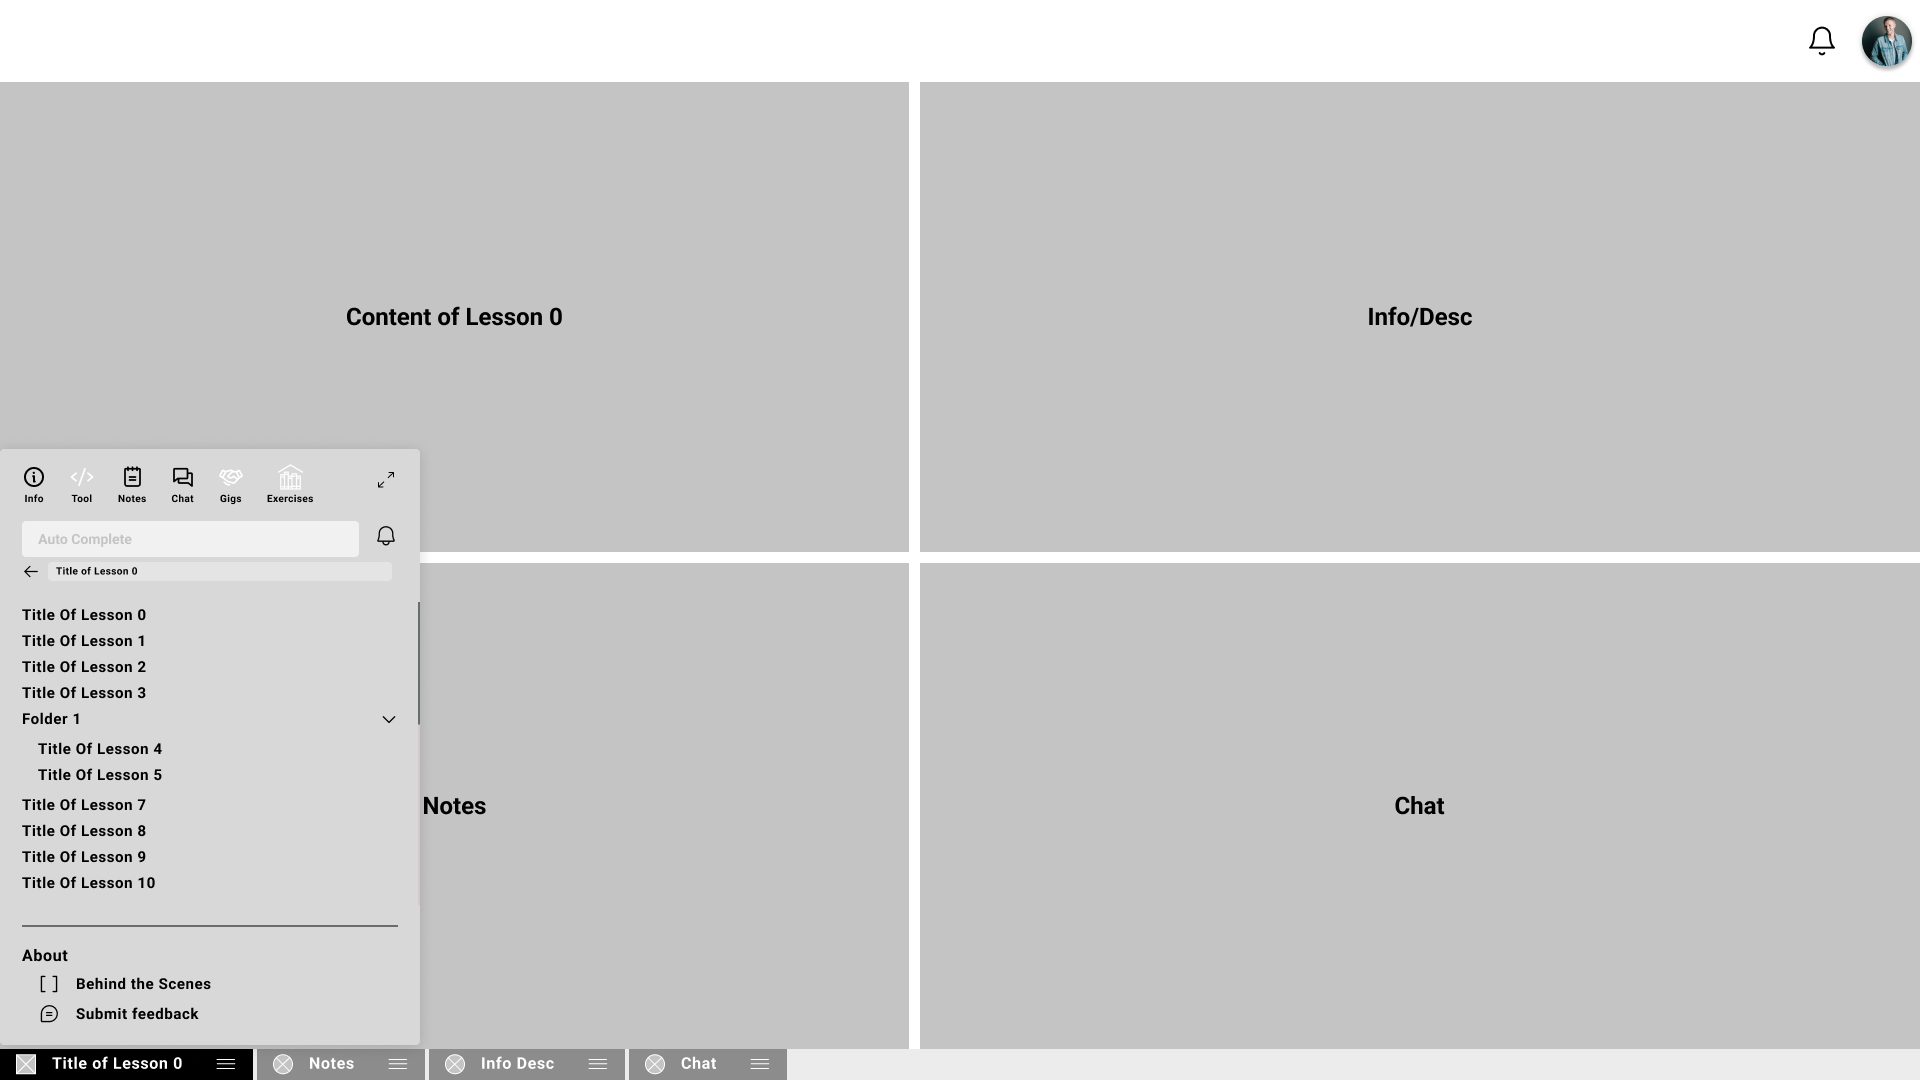 Content of Lesson 0
Info/Desc
Info
Tool
Notes
Chat
Gigs
Exercises
Auto Complete
Title of Lesson 0
Title Of Lesson 0
Title Of Lesson 1
Title Of Lesson 2
Title Of Lesson 3
Folder 1
Title Of Lesson 4
Title Of Lesson 5
Title Of Lesson 7
Title Of Lesson 8
Title Of Lesson 9
Title Of Lesson 10
About
Behind the Scenes
Submit feedback
Notes
Chat
Title of Lesson 0
Notes
Info Desc
Chat